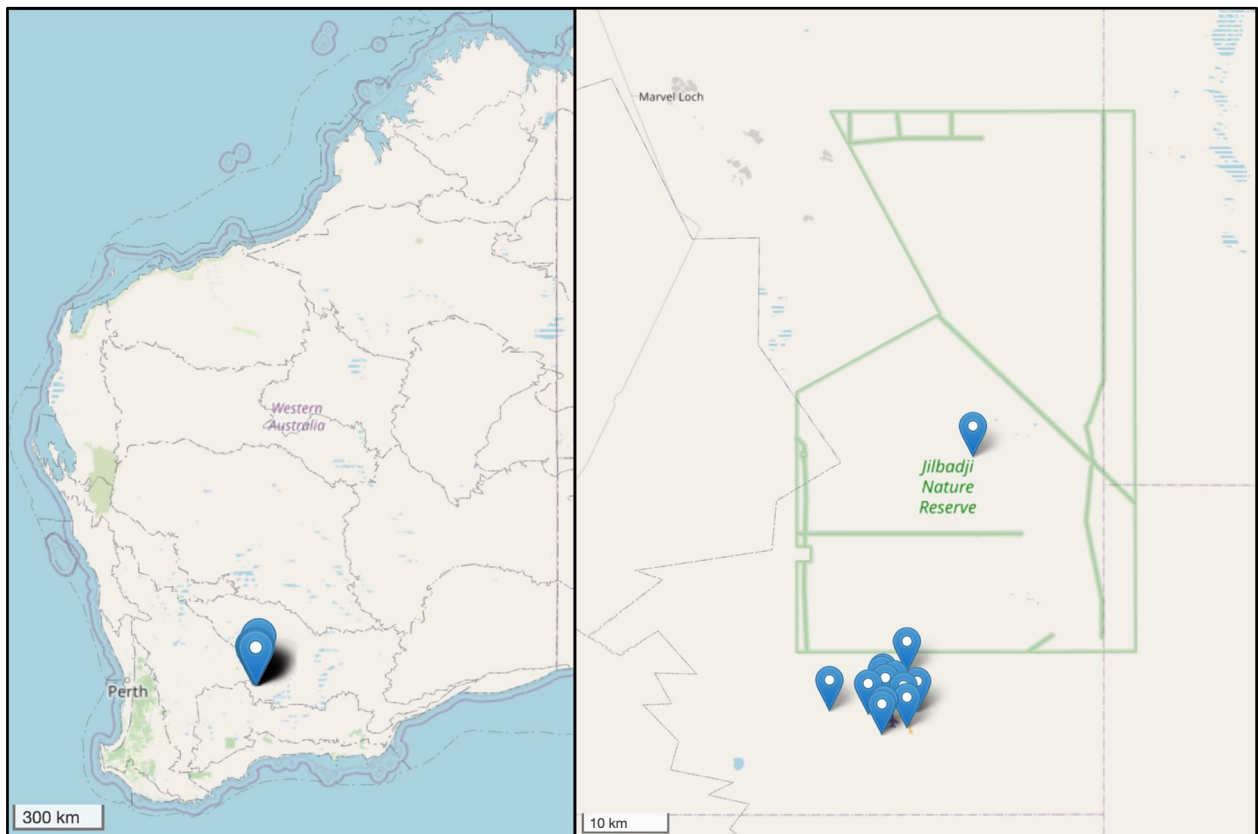 Western
Australia
Perth
300 km
Marvel Loch
Jilbadji
Nature
Reserve
10 km